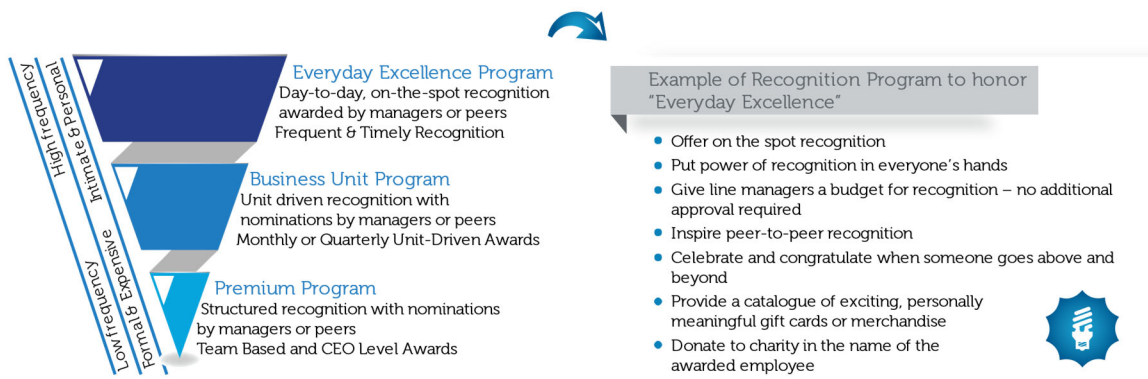 High frequency
Intimate & Personal
Low frequency
Formal & Expensive
Everyday Excellence Program
Day-to-day, on-the-spot recognition
awarded by managers or peers
Frequent & Timely Recognition
Business Unit Program
Unit driven recognition with
nominations by managers or peers
Monthly or Quarterly Unit-Driven Awards
Premium Program
Structured recognition with nominations
by managers or peers
Team Based and CEO Level Awards
Example of Recognition Program to honor
“Everyday Excellence”
• Offer on the spot recognition
• Put power of recognition in everyone’s hands
• Give line managers a budget for recognition – no additional
approval required
• Inspire peer-to-peer recognition
• Celebrate and congratulate when someone goes above and
beyond
• Provide a catalogue of exciting, personally
meaningful gift cards or merchandise
• Donate to charity in the name of the
awarded employee